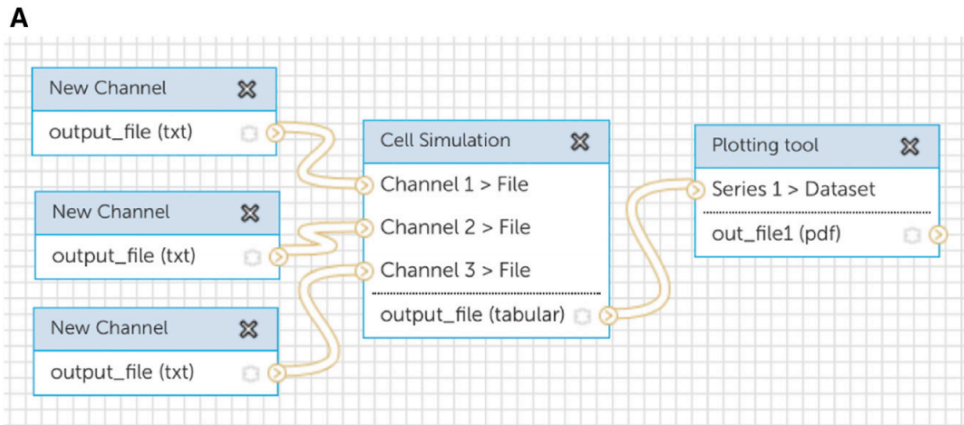 A
New Channel
output_file (txt)
New Channel
output_file (txt)
New Channel
output_file (txt)
Cell Simulation
Channel 1 > File
Channel 2 > File
Channel 3 > File
output_file (tabular)
Plotting tool
Series 1 > Dataset
out_file1 (pdf)